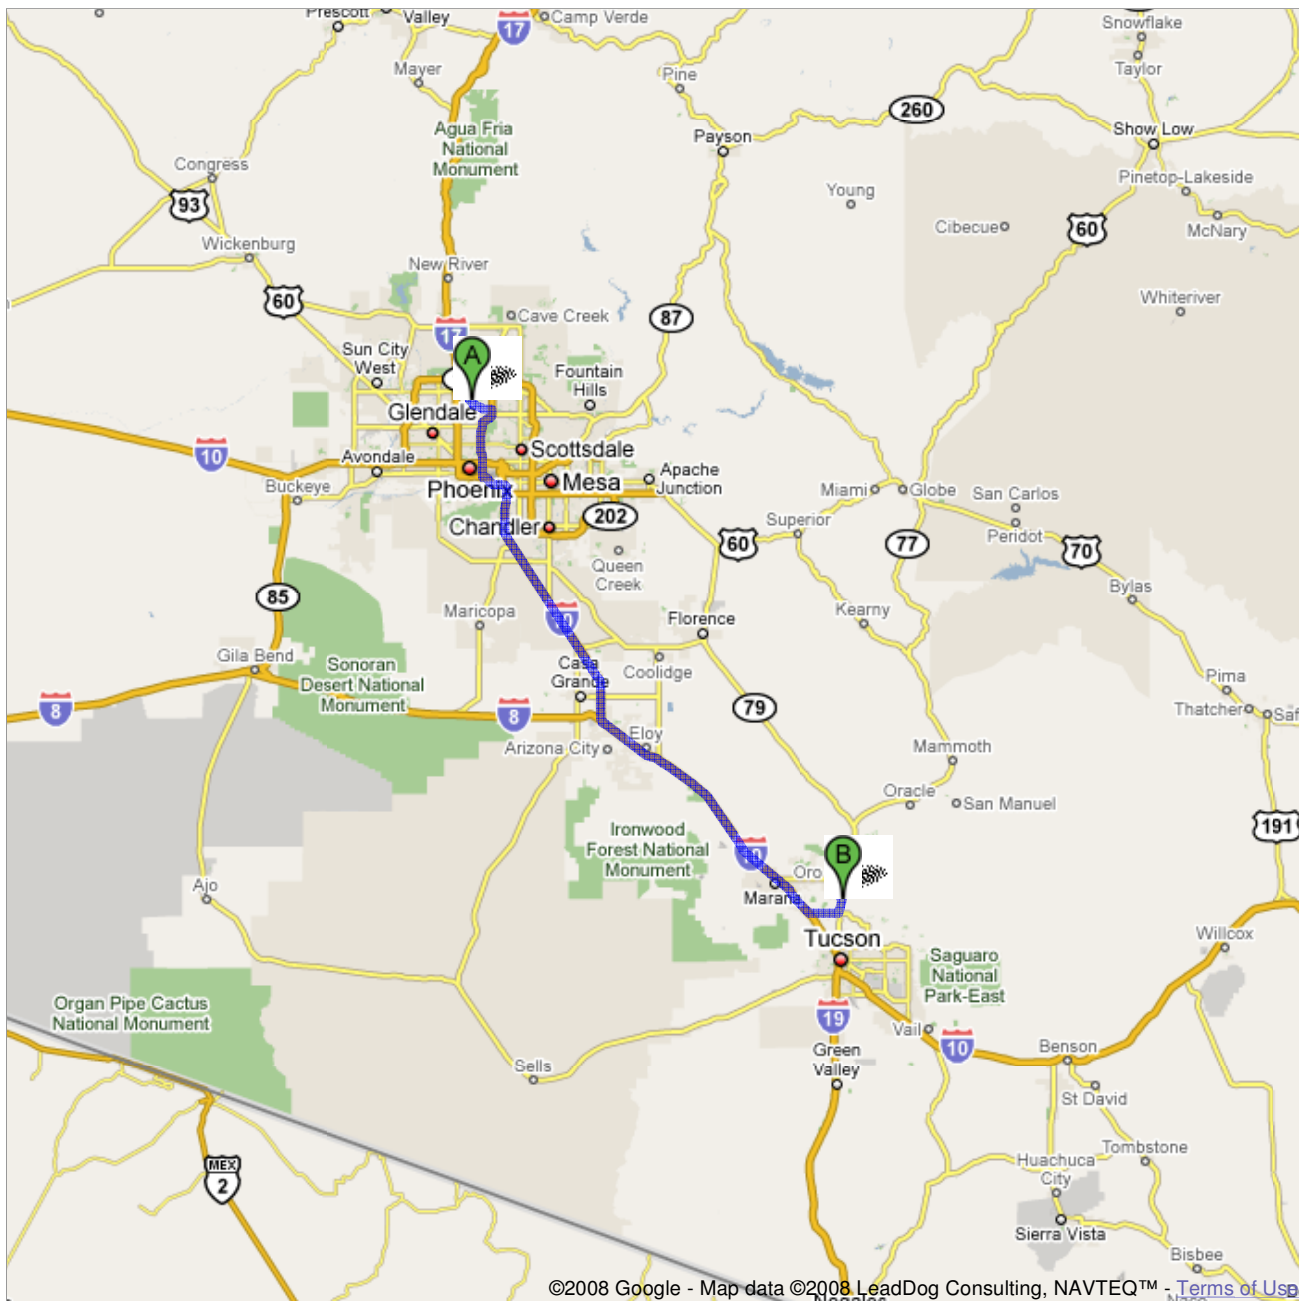 Prescott
Valley
17
Camp Verde
Snowflake
Taylor
Mayer
Pine
260
Agua Fria
National
Monument
Payson
Show Low
Congress
93
Young
Pinetop-Lakeside
Cibecue
60
McNary
Wickenburg
New River
60
Whiteriver
87
Cave Creek
17
Sun City
West
A
Fountain
Hills
Glendale
10
Avondale
Scottsdale
Buckeye
Phoenix
Mesa
Apache
Junction
Miami
Globe
San Carlos
Chandler
202
Superior
Peridot
60
77
70
Queen
Creek
Bylas
85
Maricopa
Florence
Kearny
Gila Bend
Sonoran
Desert National
Monument
Casa
Grande
Coolidge
Pima
8
8
79
Thatcher
Saf
Arizona City
Eloy
Mammoth
Oracle
San Manuel
191
Ironwood
Forest National
Monument
B
Oro
Ajo
Marana
Tucson
Willcox
Saguaro
National
Park-East
Organ Pipe Cactus
National Monument
19
Vail
10
Benson
Green
Valley
Sells
St David
Tombstone
MEX
2
Huachuca
City
Sierra Vista
Bisbee
©2008 Google - Map data ©2008 LeadDog Consulting, NAVTEQ™ - Terms of Use
Nogales